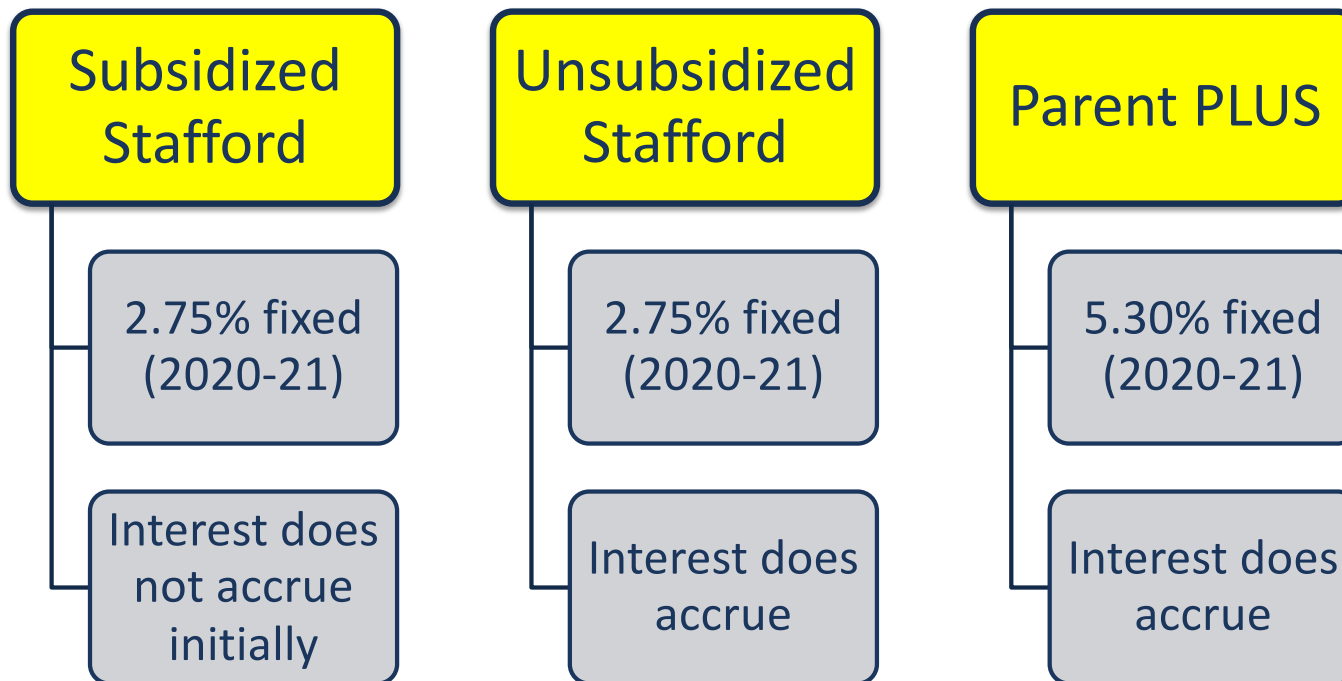 Subsidized
Stafford
2.75% fixed
(2020-21)
Interest does
not accrue
initially
Unsubsidized
Stafford
2.75% fixed
(2020-21)
Interest does
accrue
Parent PLUS
5.30% fixed
(2020-21)
Interest does
accrue